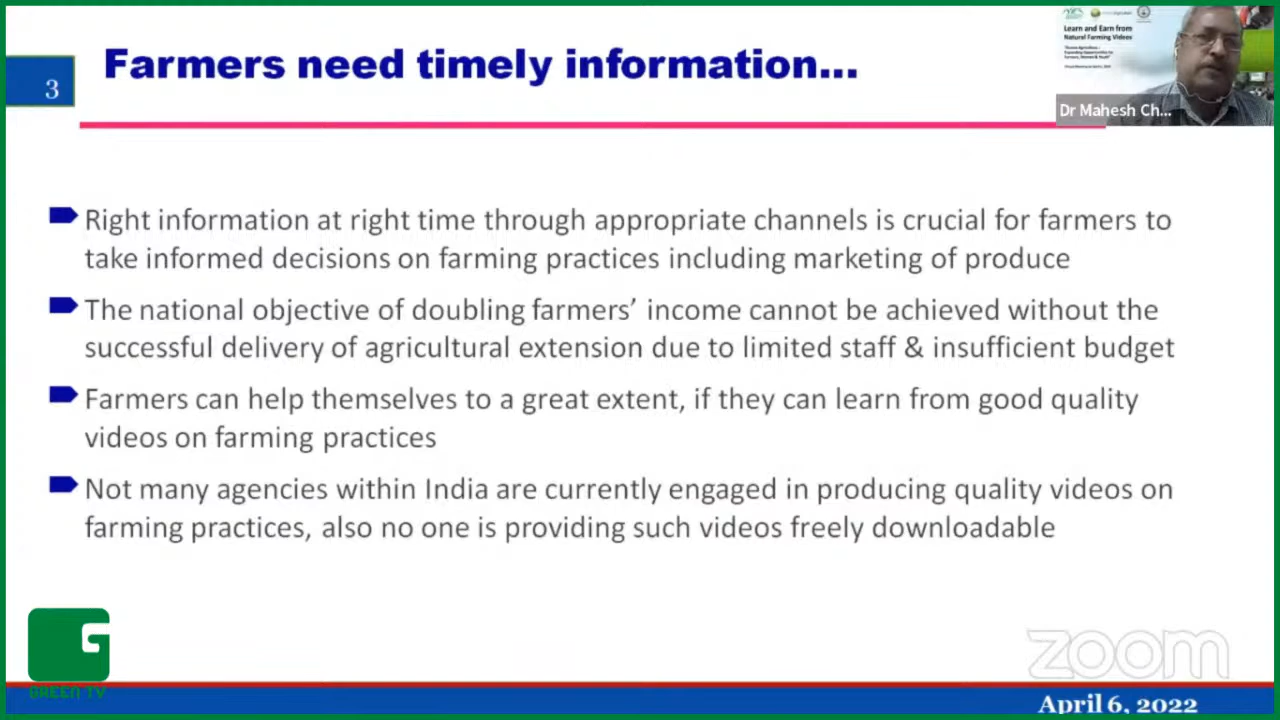 3
Farmers need timely information...
Learn and Earn from
Natural Farming Videos
Dr Mahesh Ch...
Right information at right time through appropriate channels is crucial for farmers to
take informed decisions on farming practices including marketing of produce
The national objective of doubling farmers' income cannot be achieved without the
successful delivery of agricultural extension due to limited staff & insufficient budget
Farmers can help themselves to a great extent, if they can learn from good quality
videos on farming practices
Not many agencies within India are currently engaged in producing quality videos on
farming practices, also no one is providing such videos freely downloadable
G
GREEN TV
zoom
April 6, 2022